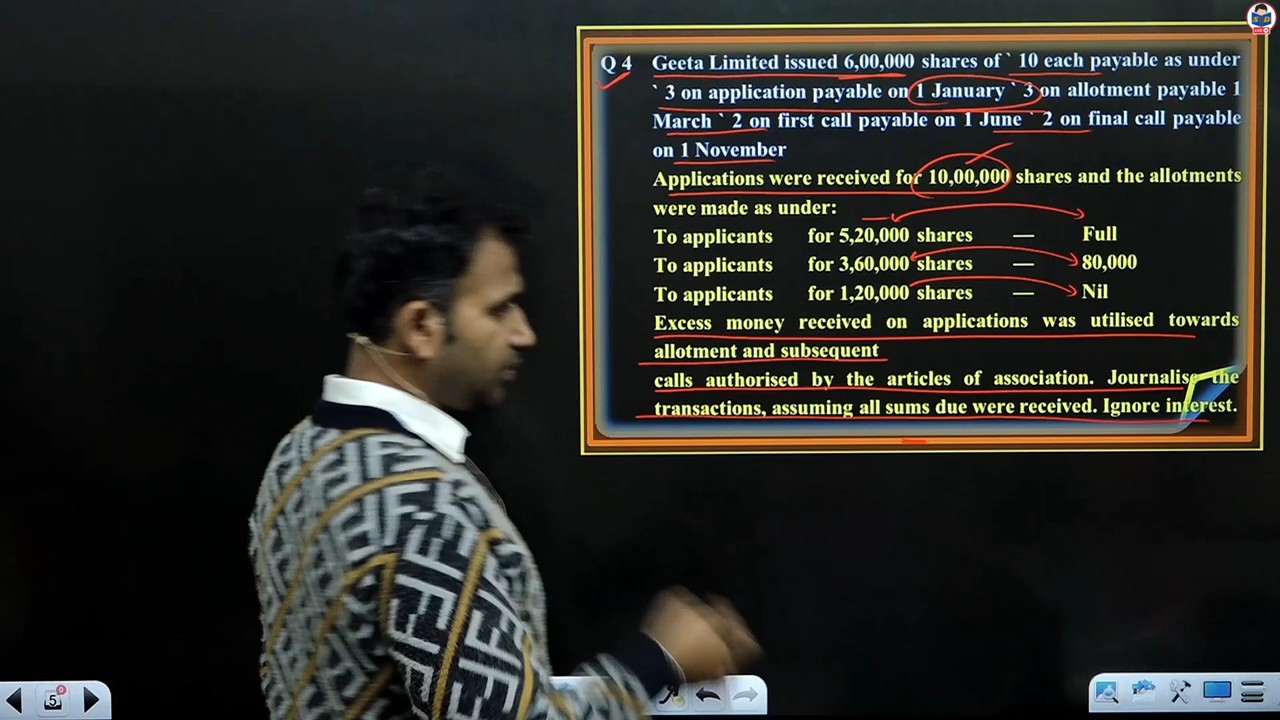 Q 4 Geeta Limited issued 6,00,000 shares of ` 10 each payable as under
` 3 on application payable on 1 January ` 3 on allotment payable 1
March ` 2 on first call payable on 1 June ` 2 on final call payable
on 1 November
Applications were received for 10,00,000 shares and the allotments
were made as under:
To applicants for 5,20,000 shares — Full
To applicants for 3,60,000 shares — 80,000
To applicants for 1,20,000 shares — Nil
Excess money received on applications was utilised towards
allotment and subsequent
calls authorised by the articles of association. Journalise the
transactions, assuming all sums due were received. Ignore interest.
5
0